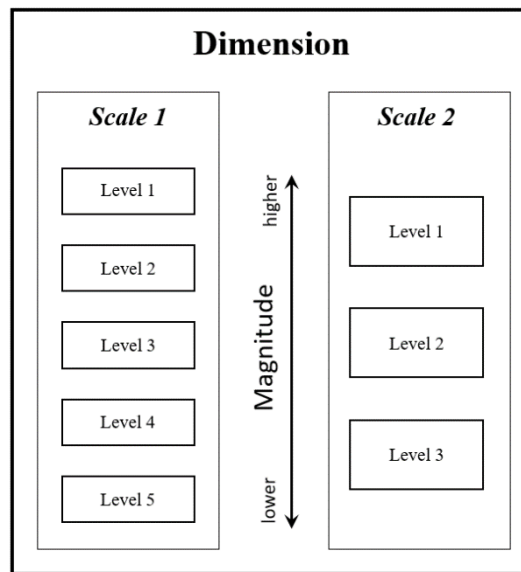 Dimension
Scale 1
Level 1
Level 2
Level 3
Level 4
Level 5
higher
Magnitude
lower
Scale 2
Level 1
Level 2
Level 3